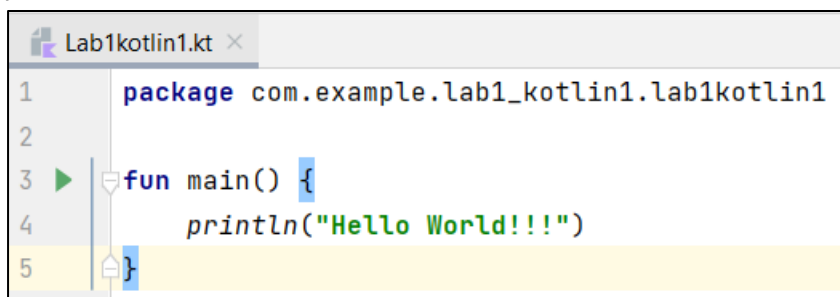 Lab1kotlin1.kt
1 package com.example.lab1_kotlin1.lab1kotlin1
2
3 fun main() {
4     println("Hello World!!!")
5 }